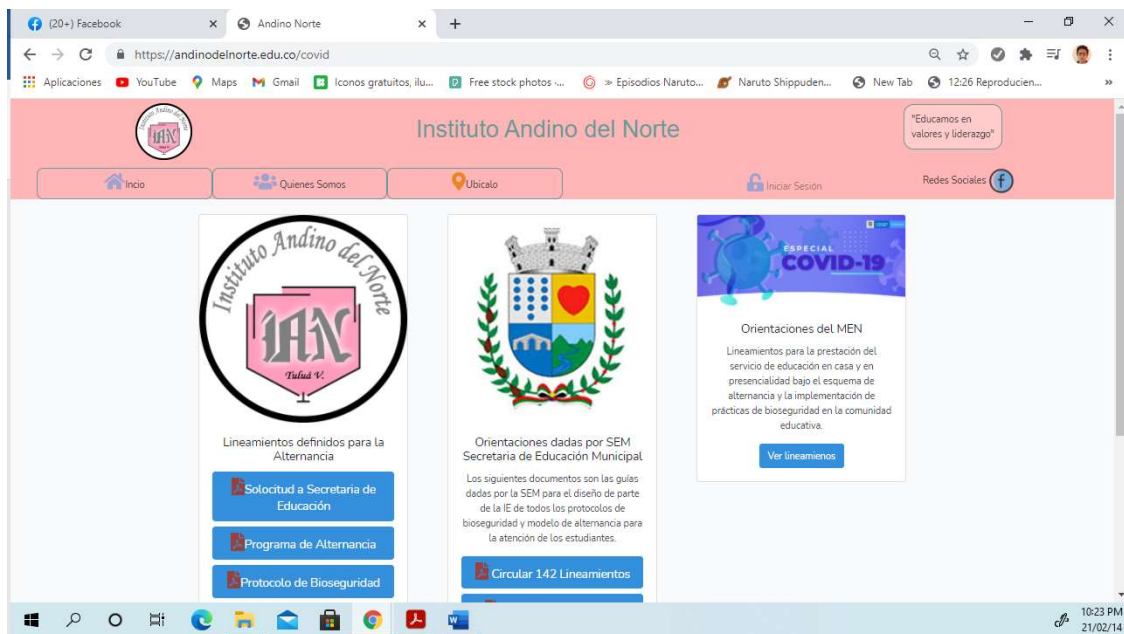 (20+) Facebook
Andino Norte
https://andinodelnorte.edu.co/covid
Aplicaciones
YouTube
Maps
Gmail
Iconos gratuitos, ilu...
Free stock photos -...
» Episodios Naruto...
Naruto Shippuden...
New Tab
12:26 Reproducien...
»
Instituto Andino del Norte
IAN
Instituto Andino del Norte
"Educamos en
valores y liderazgo"
Incio
Quienes Somos
Ubicalo
Iniciar Sesión
Redes Sociales
Instituto Andino del Norte
IAN
Tuluá V.
Lineamientos definidos para la
Alternancia
Solocitud a Secretaria de
Educación
Programa de Alternancia
Protocolo de Bioseguridad
Orientaciones dadas por SEM
Secretaria de Educación Municipal
Los siguientes documentos son las guías
dadas por la SEM para el diseño de parte
de la IE de todos los protocolos de
bioseguridad y modelo de alternancia para
la atención de los estudiantes.
Circular 142 Lineamientos
ESPECIAL
COVID-19
Orientaciones del MEN
Lineamientos para la prestación del
servicio de educación en casa y en
presencialidad bajo el esquema de
alternancia y la implementación de
prácticas de bioseguridad en la comunidad
educativa.
Ver lineamienos
10:23 PM
21/02/14